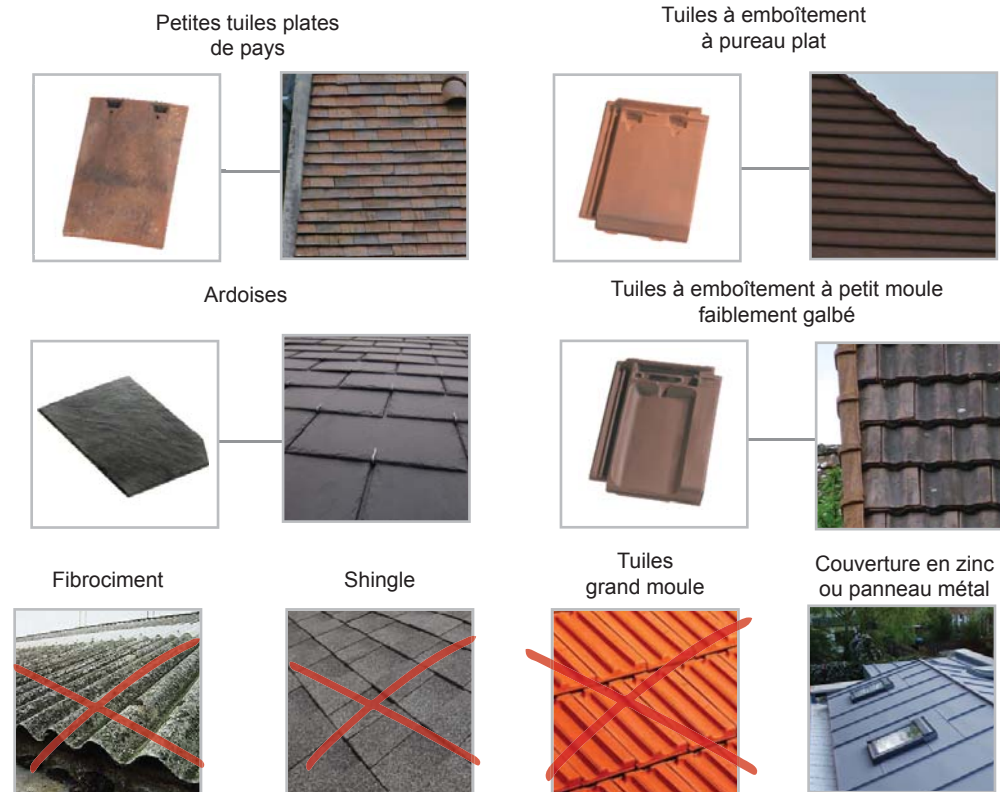 Petites tuiles plates
de pays
Tuiles à emboîtement
à pureau plat
Ardoises
Tuiles à emboîtement à petit moule
faiblement galbé
Fibrociment
Shingle
Tuiles
grand moule
Couverture en zinc
ou panneau métal